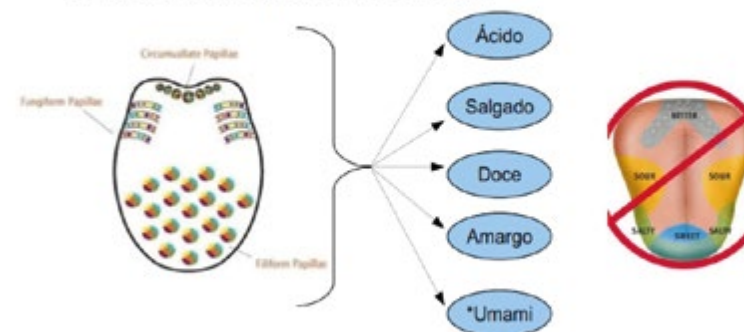 Circumvallate Papillae
Fungiform Papillae
Filiform Papillae
Ácido
Salgado
Doce
Amargo
*Umami
BITTER
SOUR
SOUR
SALTY
SWEET
SALTY